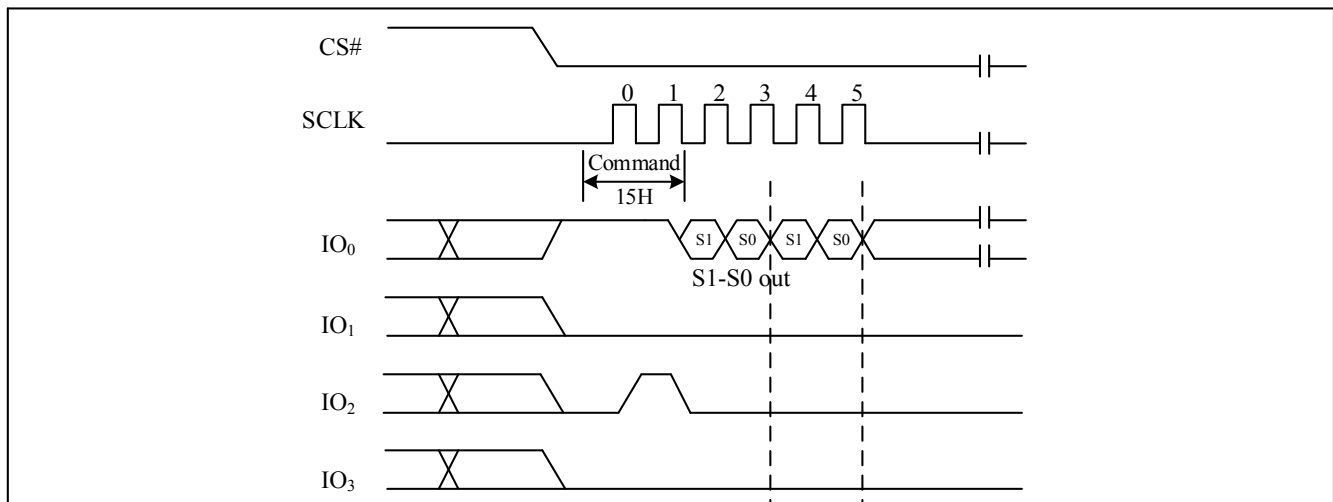 CS#
0 1 2 3 4 5
SCLK
Command
15H
IO0
S1 S0 S1 S0
S1-S0 out
IO1
IO2
IO3